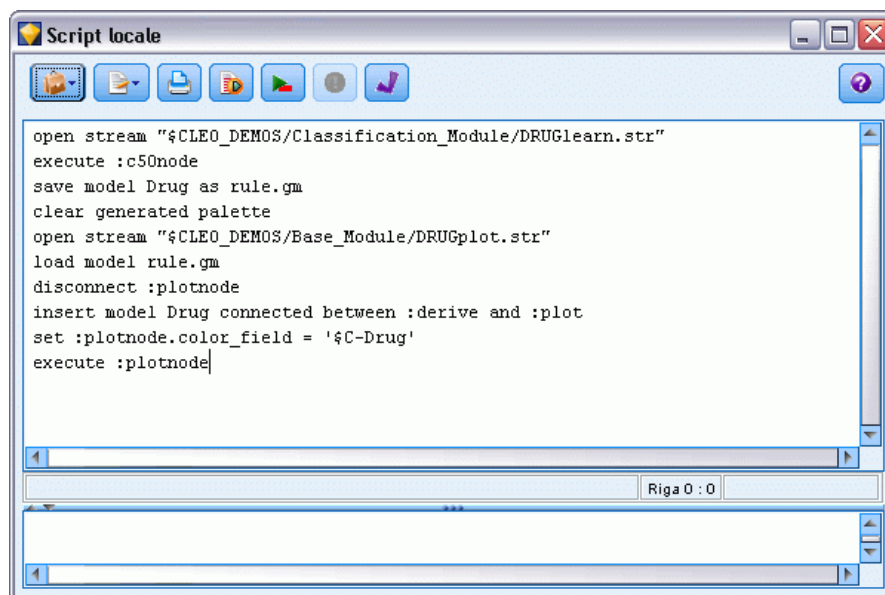 Script locale
open stream "$CLEO_DEMOS/Classification_Module/DRUGlearn.str"
execute :c50node
save model Drug as rule.gm
clear generated palette
open stream "$CLEO_DEMOS/Base_Module/DRUGplot.str"
load model rule.gm
disconnect :plotnode
insert model Drug connected between :derive and :plot
set :plotnode.color_field = '$C-Drug'
execute :plotnode
Riga 0 : 0